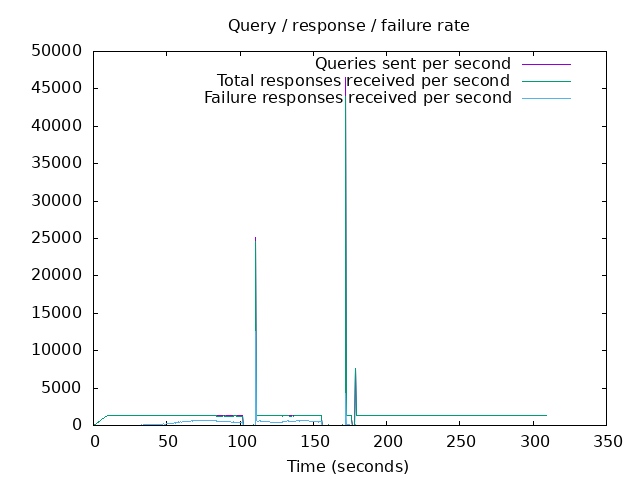 Query / response / failure rate
Queries sent per second
Total responses received per second
Failure responses received per second
50000
45000
40000
35000
30000
25000
20000
15000
10000
5000
0
0 50 100 150 200 250 300 350
Time (seconds)